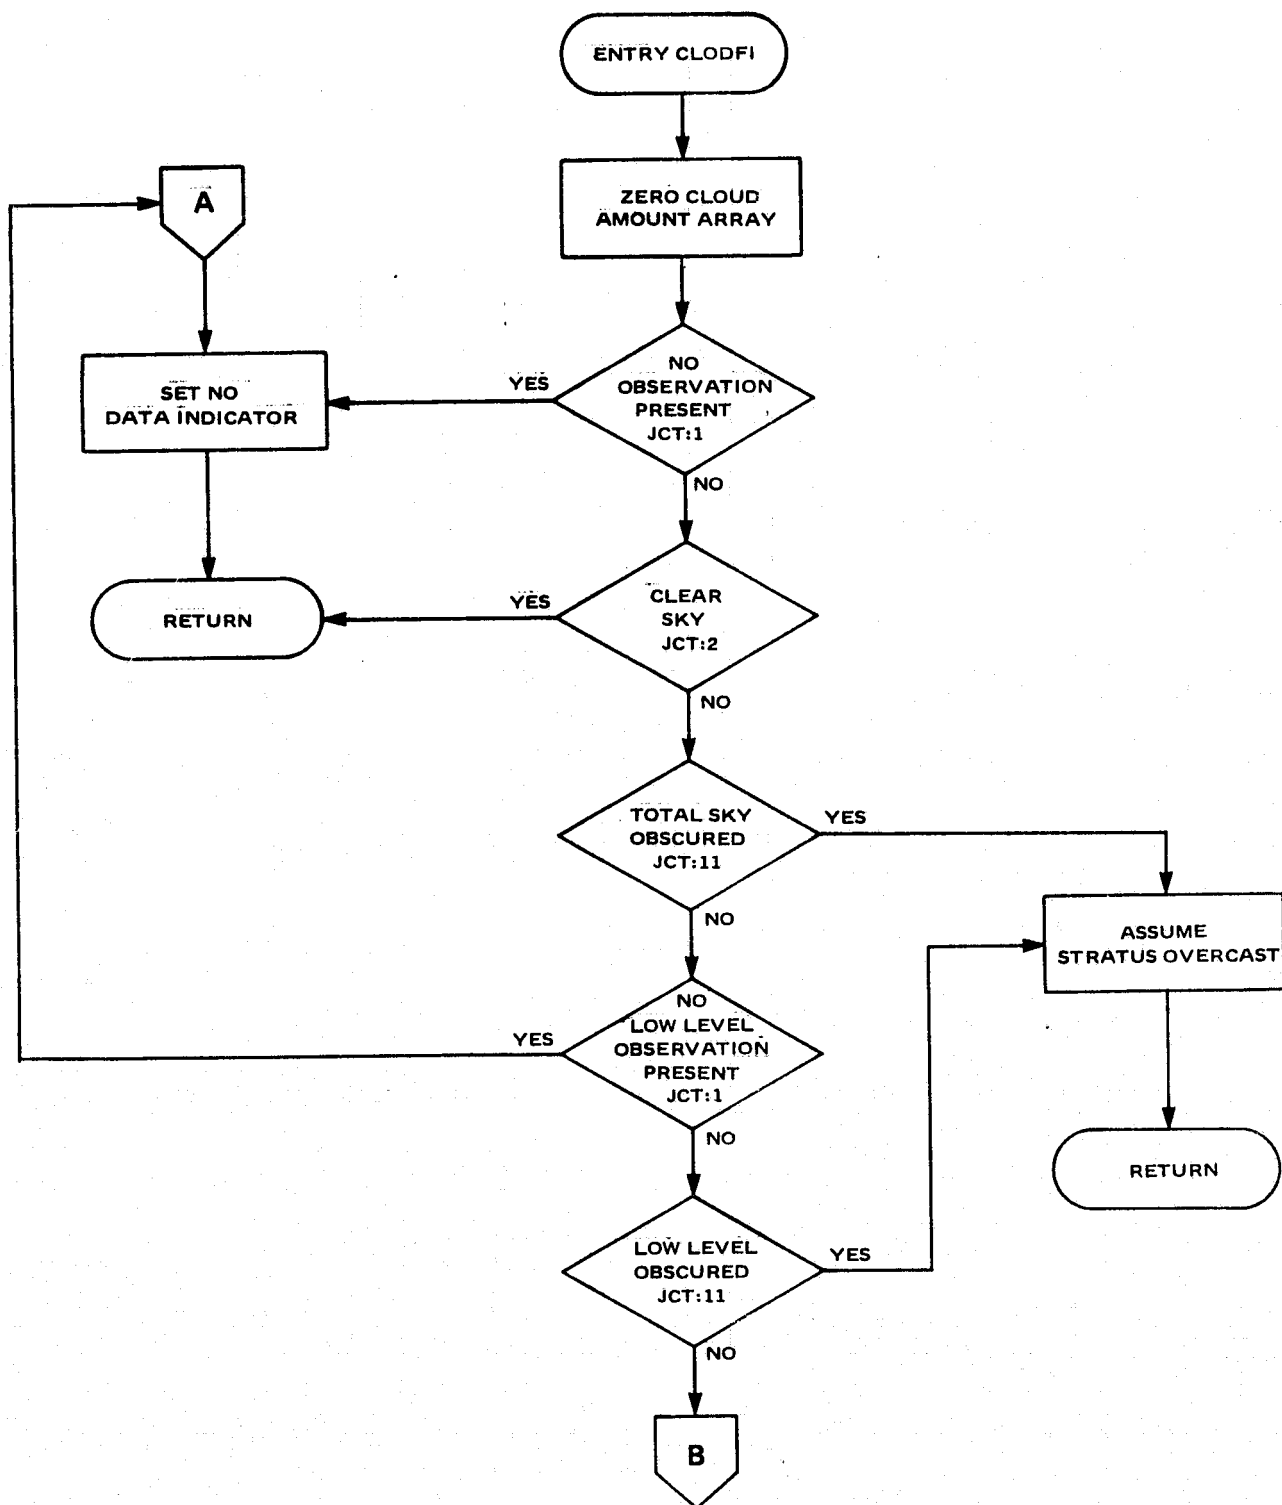 ENTRY CLODFI
ZERO CLOUD
AMOUNT ARRAY
A
NO
OBSERVATION
PRESENT
JCT:1
YES
SET NO
DATA INDICATOR
NO
CLEAR
SKY
JCT:2
YES
RETURN
NO
TOTAL SKY
OBSCURED
JCT:11
YES
ASSUME
STRATUS OVERCAST
NO
NO
LOW LEVEL
OBSERVATION
PRESENT
JCT:1
YES
RETURN
NO
LOW LEVEL
OBSCURED
JCT:11
YES
NO
B